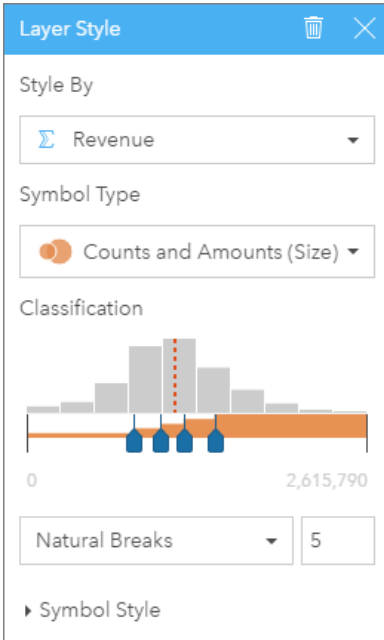 Layer Style
Style By
Revenue
Symbol Type
Counts and Amounts (Size)
Classification
0 2,615,790
Natural Breaks 5
Symbol Style